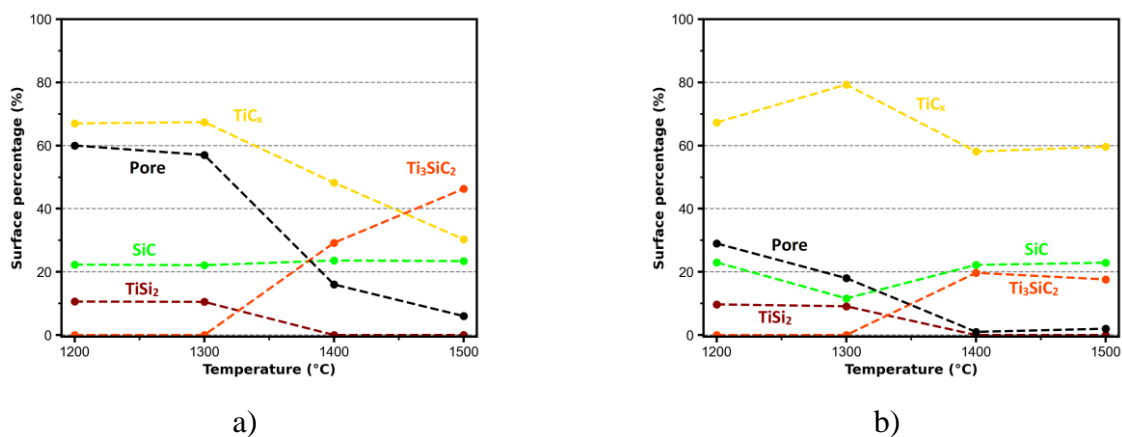 100
80
60
40
20
0
Surface percentage (%)
TiCₓ
Pore
Ti₃SiC₂
SiC
TiSi₂
1200 1300 1400 1500
Temperature (°C)
a)
100
80
60
40
20
0
Surface percentage (%)
TiCₓ
Pore
SiC
Ti₃SiC₂
TiSi₂
1200 1300 1400 1500
Temperature (°C)
b)